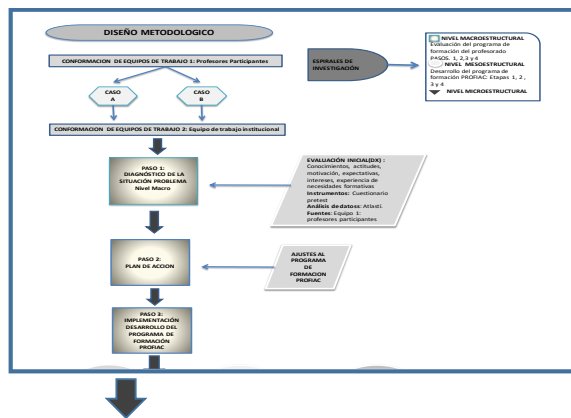 DISEÑO METODOLOGICO
CONFORMACION DE EQUIPOS DE TRABAJO 1: Profesores Participantes
CASO
A
CASO
B
CONFORMACION DE EQUIPOS DE TRABAJO 2: Equipo de trabajo institucional
ESPIRALES DE
INVESTIGACIÓN
NIVEL MACROESTRUCTURAL
Evaluación del programa de
formación del profesorado
PASOS. 1, 2,3 y 4
NIVEL MESOESTRUCTURAL
Desarrollo del programa de
formación PROFIAC: Etapas 1, 2 ,
3 y 4
NIVEL MICROESTRUCTURAL
PASO 1:
DIAGNÓSTICO DE LA
SITUACIÓN PROBLEMA
Nivel Macro
EVALUACIÓN INICIAL(DX) :
Conocimientos, actitudes,
motivación, expectativas,
intereses, experiencia de
necesidades formativas
Instrumentos: Cuestionario
pretest
Análisis de datoss: Atlasti.
Fuentes: Equipo 1:
profesores participantes
PASO 2:
PLAN DE ACCION
AJUSTES AL
PROGRAMA
DE
FORMACION
PROFIAC
PASO 3:
IMPLEMENTACIÓN
DESARROLLO DEL
PROGRAMA DE
FORMACIÓN
PROFIAC